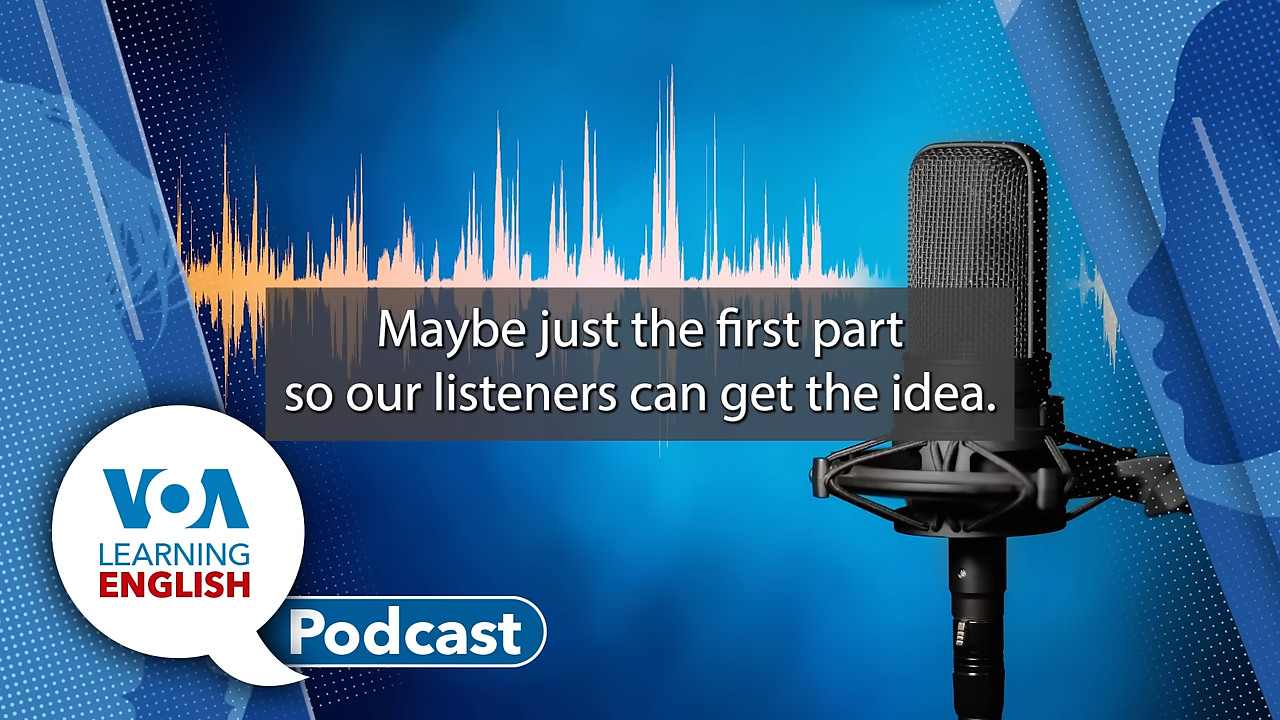 Maybe just the first part
so our listeners can get the idea.
VOA
LEARNING
ENGLISH
Podcast